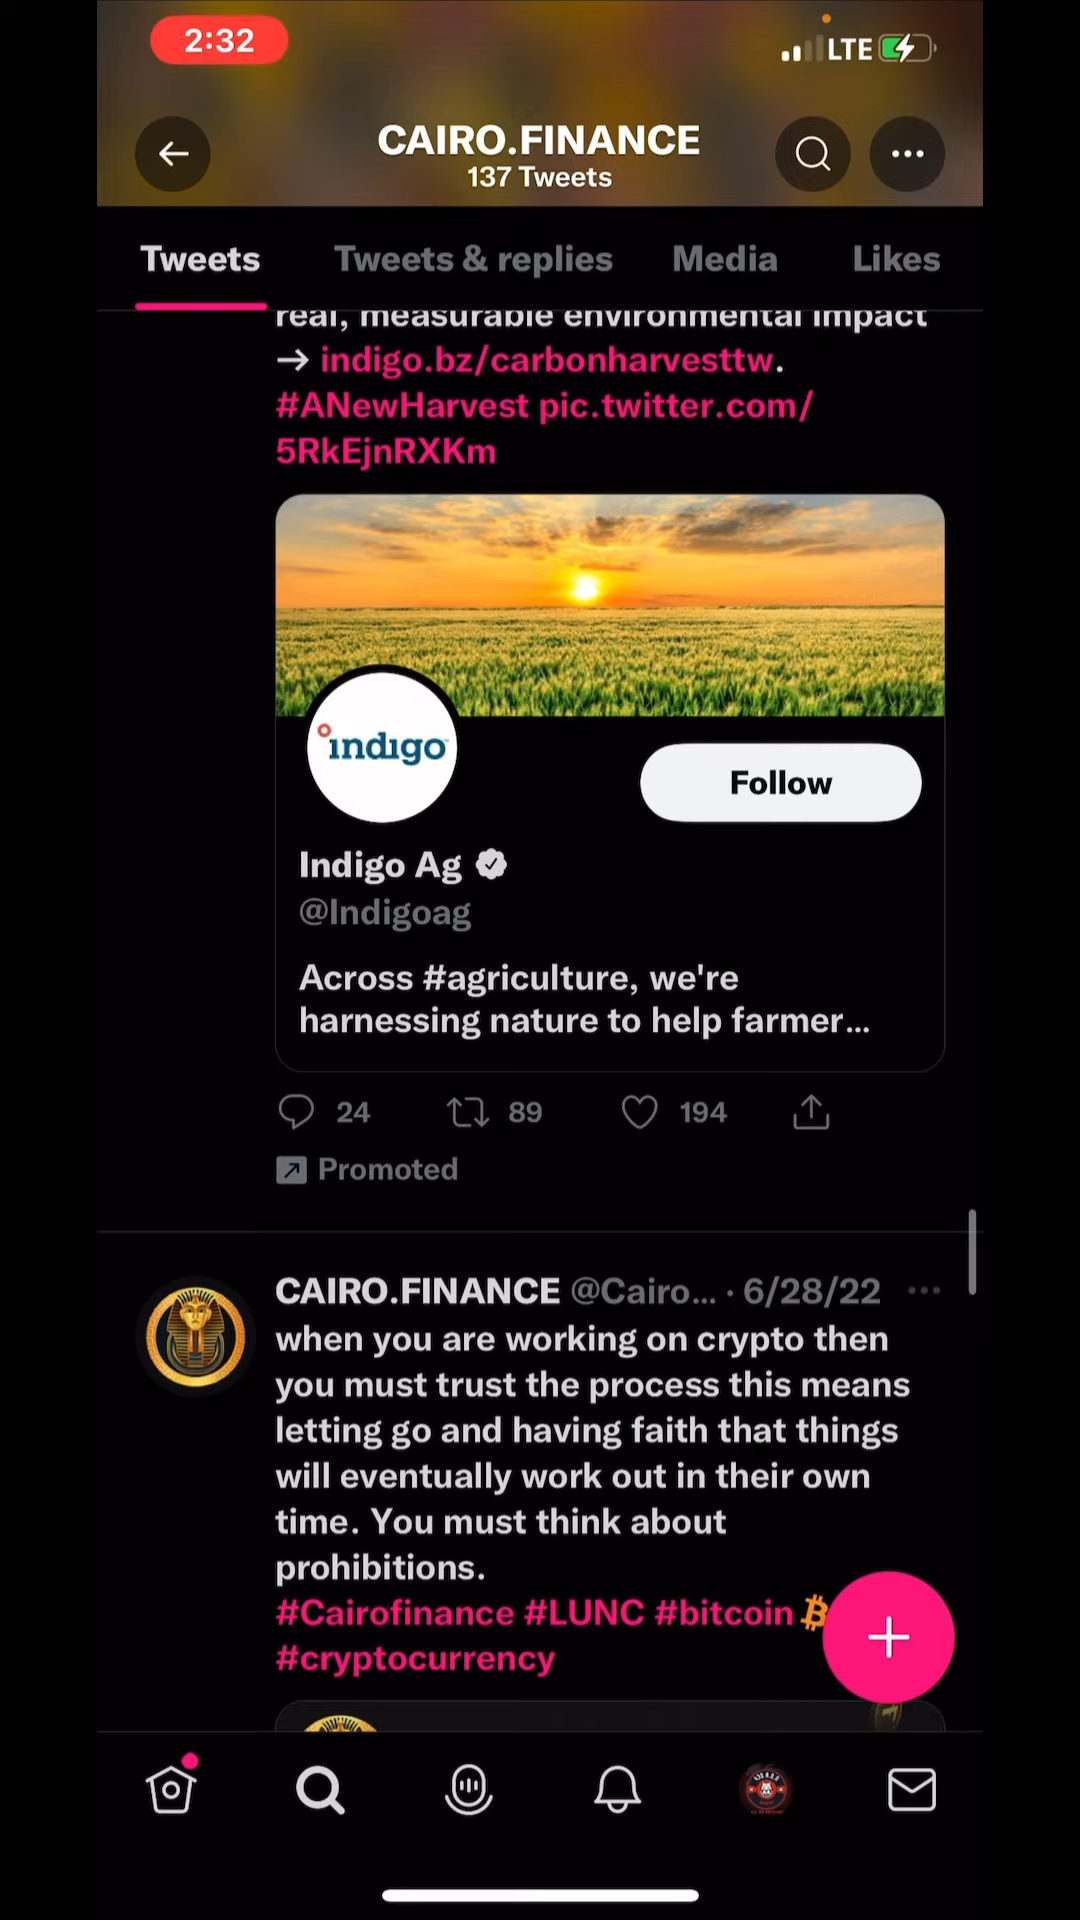 2:32
LTE
CAIRO.FINANCE
137 Tweets
Tweets
Tweets & replies
Media
Likes
real, measurable environmental impact
→ indigo.bz/carbonharvesttw.
#ANewHarvest pic.twitter.com/
5RkEjnRXKm
indigo
Follow
Indigo Ag
@Indigoag
Across #agriculture, we're
harnessing nature to help farmer...
24
89
194
Promoted
CAIRO.FINANCE @Cairo... · 6/28/22
when you are working on crypto then
you must trust the process this means
letting go and having faith that things
will eventually work out in their own
time. You must think about
prohibitions.
#Cairofinance #LUNC #bitcoin
#cryptocurrency